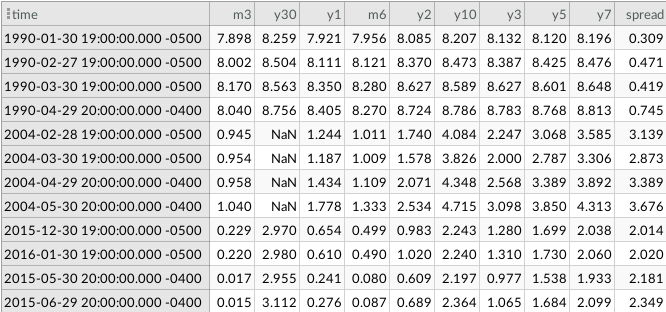 time m3 y30 y1 m6 y2 y10 y3 y5 y7 spread
1990-01-30 19:00:00.000 -0500 7.898 8.259 7.921 7.956 8.085 8.207 8.132 8.120 8.196 0.309
1990-02-27 19:00:00.000 -0500 8.002 8.504 8.111 8.121 8.370 8.473 8.387 8.425 8.476 0.471
1990-03-30 19:00:00.000 -0500 8.170 8.563 8.350 8.280 8.627 8.589 8.627 8.601 8.648 0.419
1990-04-29 20:00:00.000 -0400 8.040 8.756 8.405 8.270 8.724 8.786 8.783 8.768 8.813 0.745
2004-02-28 19:00:00.000 -0500 0.945 NaN 1.244 1.011 1.740 4.084 2.247 3.068 3.585 3.139
2004-03-30 19:00:00.000 -0500 0.954 NaN 1.187 1.009 1.578 3.826 2.000 2.787 3.306 2.873
2004-04-29 20:00:00.000 -0400 0.958 NaN 1.434 1.109 2.071 4.348 2.568 3.389 3.892 3.389
2004-05-30 20:00:00.000 -0400 1.040 NaN 1.778 1.333 2.534 4.715 3.098 3.850 4.313 3.676
2015-12-30 19:00:00.000 -0500 0.229 2.970 0.654 0.499 0.983 2.243 1.280 1.699 2.038 2.014
2016-01-30 19:00:00.000 -0500 0.220 2.980 0.610 0.490 1.020 2.240 1.310 1.730 2.060 2.020
2015-05-30 20:00:00.000 -0400 0.017 2.955 0.241 0.080 0.609 2.197 0.977 1.538 1.933 2.181
2015-06-29 20:00:00.000 -0400 0.015 3.112 0.276 0.087 0.689 2.364 1.065 1.684 2.099 2.349